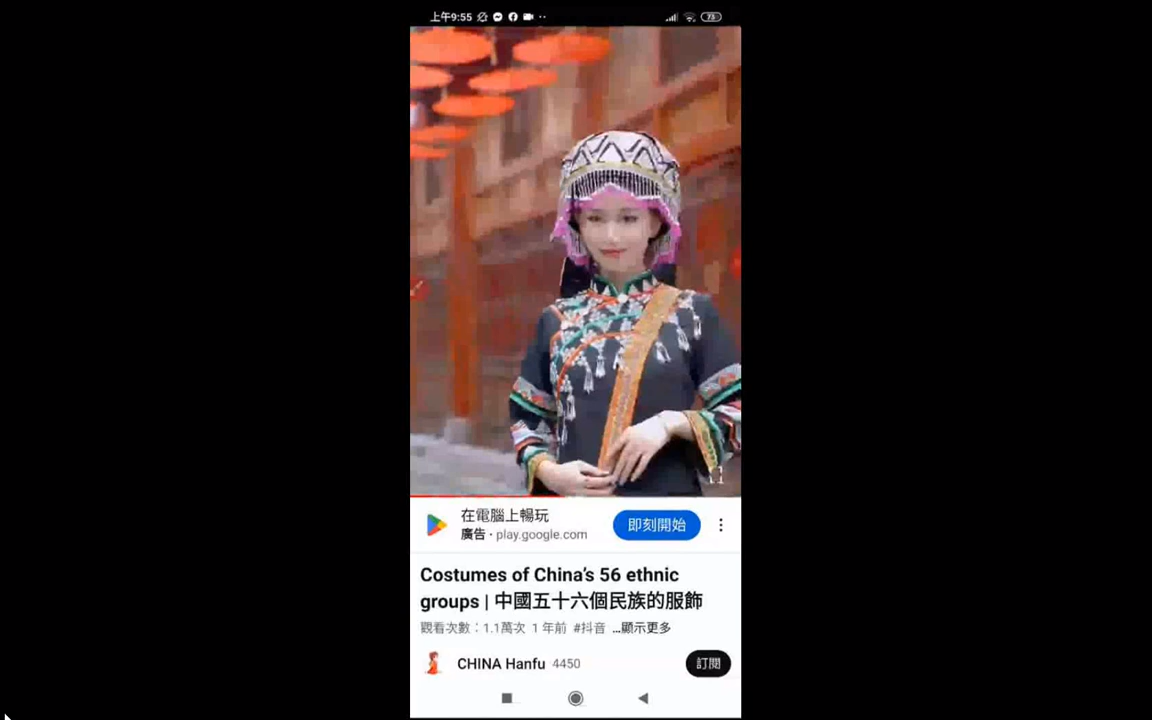 上午9:55
73
在電腦上暢玩
廣告 · play.google.com
即刻開始
Costumes of China's 56 ethnic
groups | 中國五十六個民族的服飾
觀看次數：1.1萬次 1 年前 #抖音 ...顯示更多
CHINA Hanfu 4450
訂閱